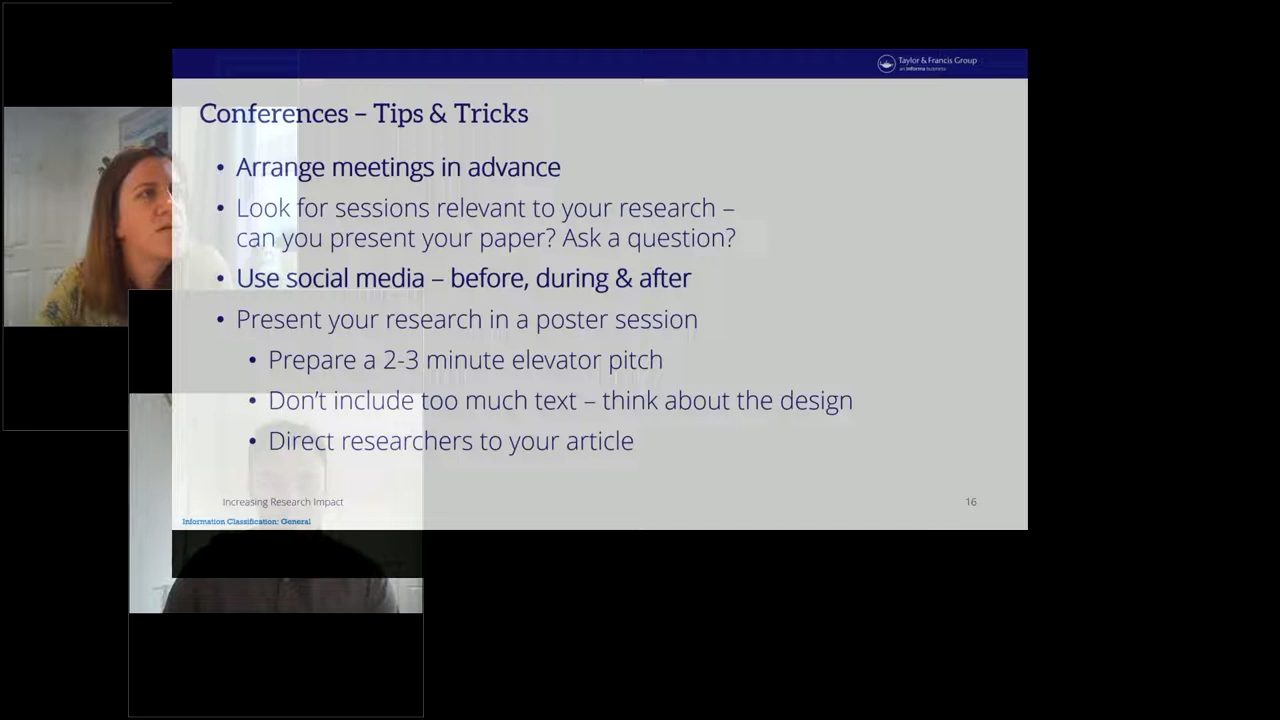 Taylor & Francis Group
an informa business
Conferences – Tips & Tricks
• Arrange meetings in advance
• Look for sessions relevant to your research –
can you present your paper? Ask a question?
• Use social media – before, during & after
• Present your research in a poster session
• Prepare a 2-3 minute elevator pitch
• Don’t include too much text – think about the design
• Direct researchers to your article
Increasing Research Impact
16
Information Classification: General